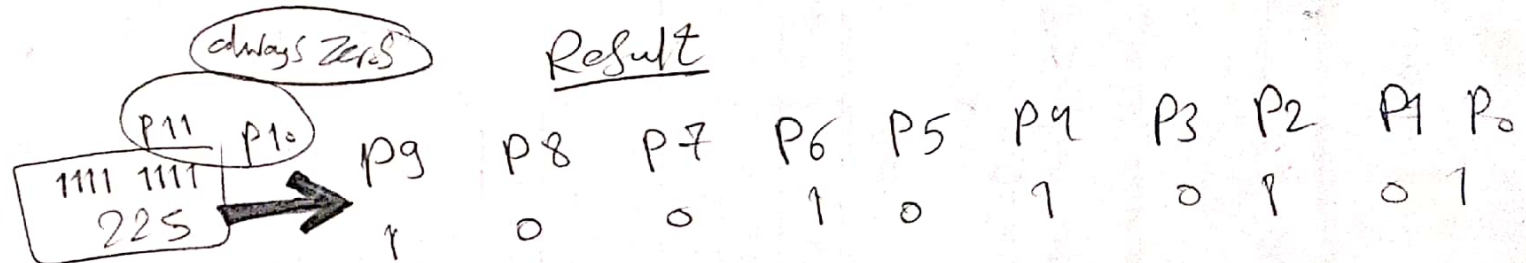 always zeros
Result
P11 P10 P9 P8 P7 P6 P5 P4 P3 P2 P1 P0
1111 1111
225
1 0 0 1 0 1 0 1 0 1